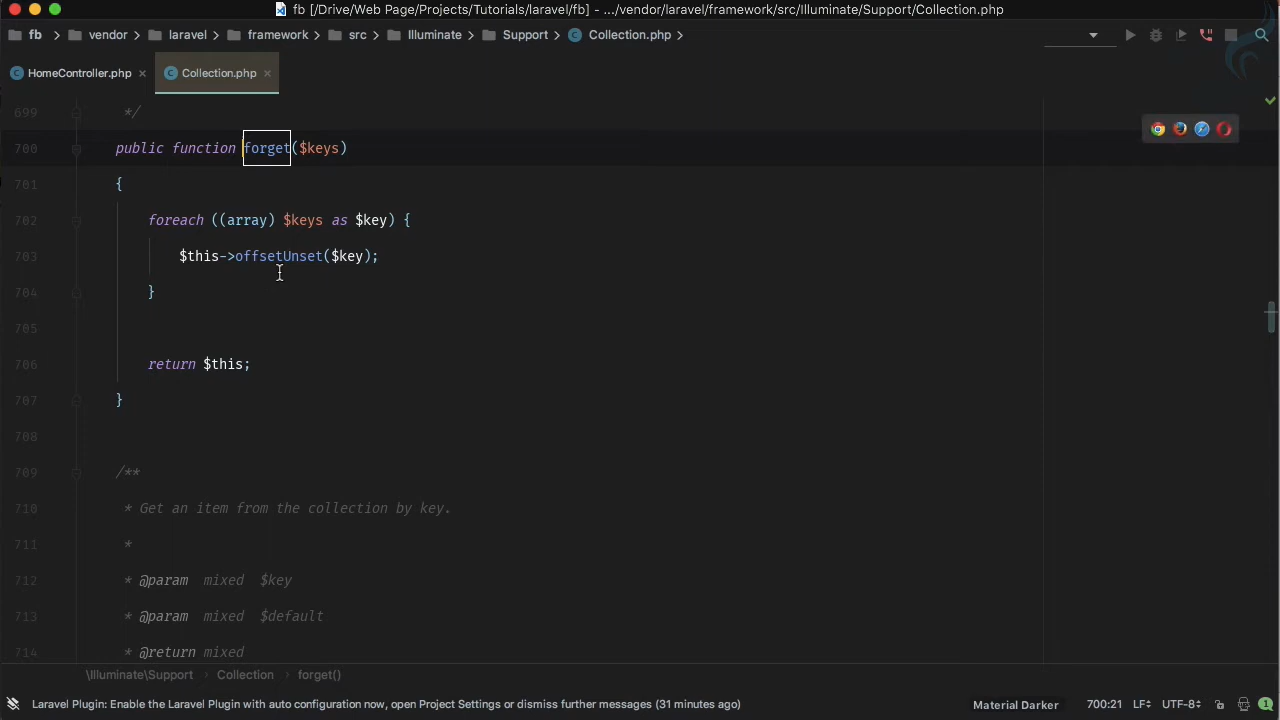 fb [/Drive/Web Page/Projects/Tutorials/laravel/fb] - .../vendor/laravel/framework/src/Illuminate/Support/Collection.php
fb vendor laravel framework src Illuminate Support Collection.php
HomeController.php Collection.php
699 */
700 public function forget($keys)
701 {
702 foreach ((array) $keys as $key) {
703 $this->offsetUnset($key);
704 }
705
706 return $this;
707 }
708
709 /**
710 * Get an item from the collection by key.
711 *
712 * @param mixed $key
713 * @param mixed $default
714 * @return mixed
\Illuminate\Support Collection forget()
Laravel Plugin: Enable the Laravel Plugin with auto configuration now, open Project Settings or dismiss further messages (31 minutes ago) Material Darker 700:21 LF UTF-8 1